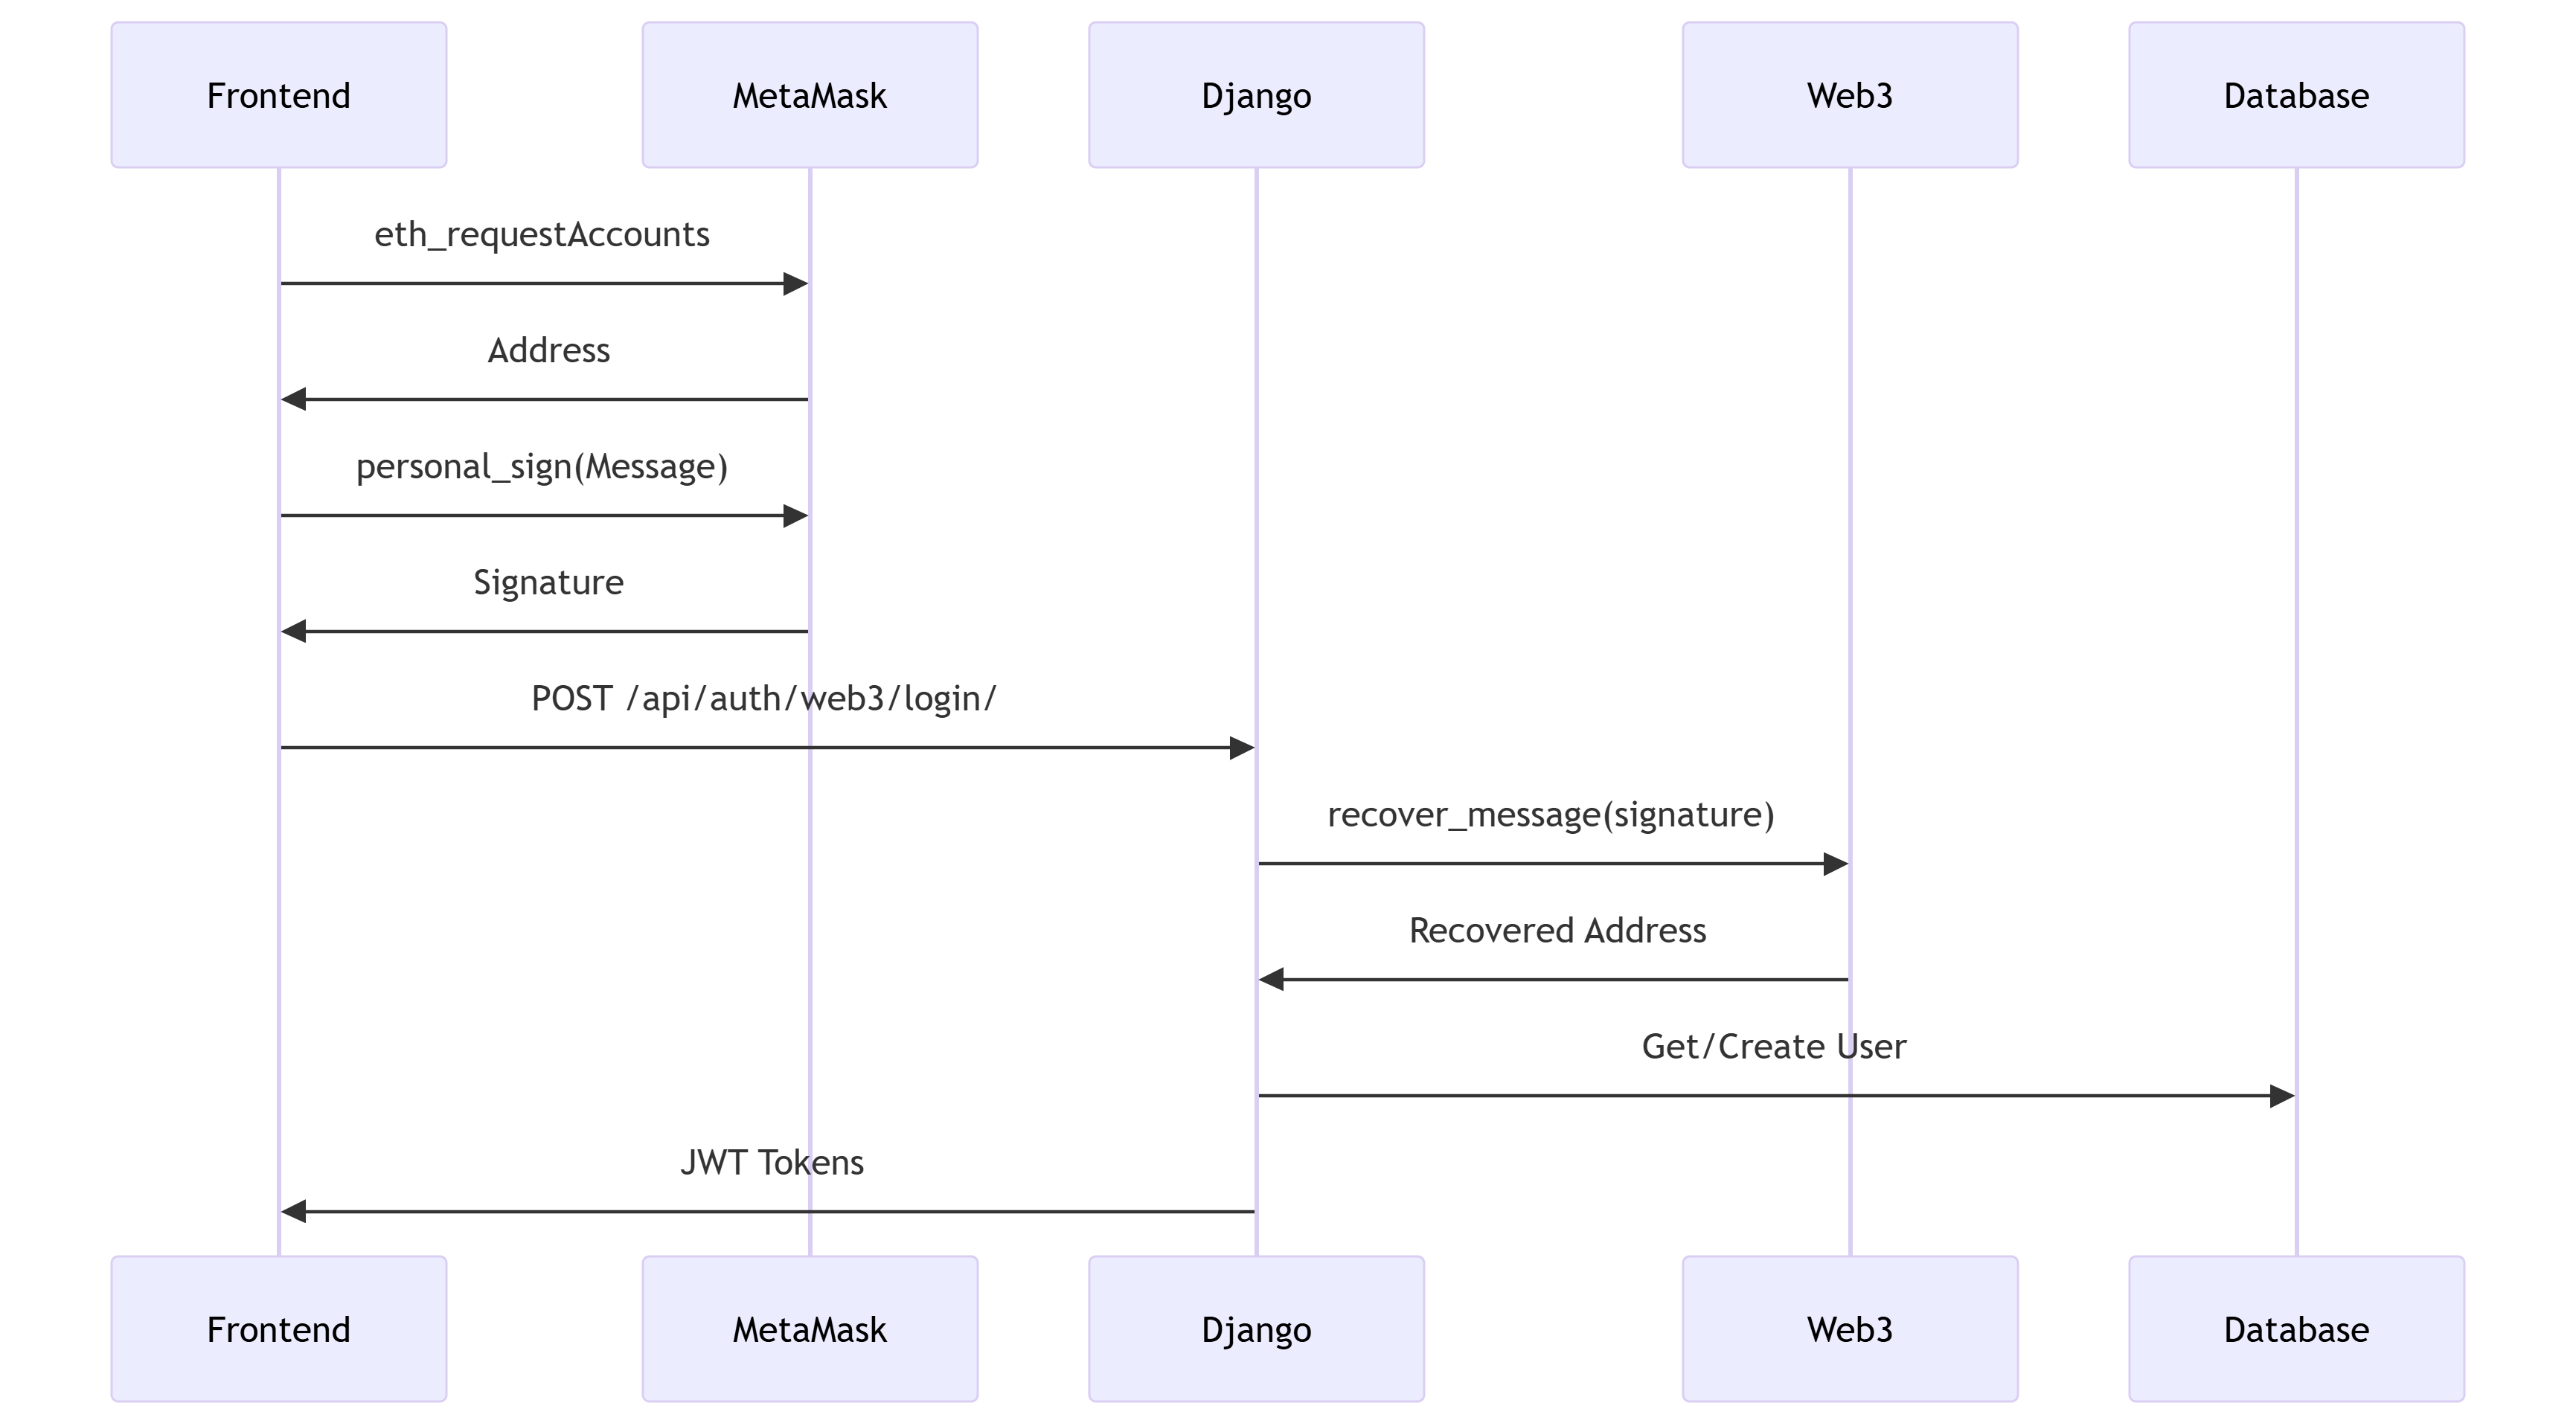 Frontend
MetaMask
Django
Web3
Database
eth_requestAccounts
Address
personal_sign(Message)
Signature
POST /api/auth/web3/login/
recover_message(signature)
Recovered Address
Get/Create User
JWT Tokens
Frontend
MetaMask
Django
Web3
Database